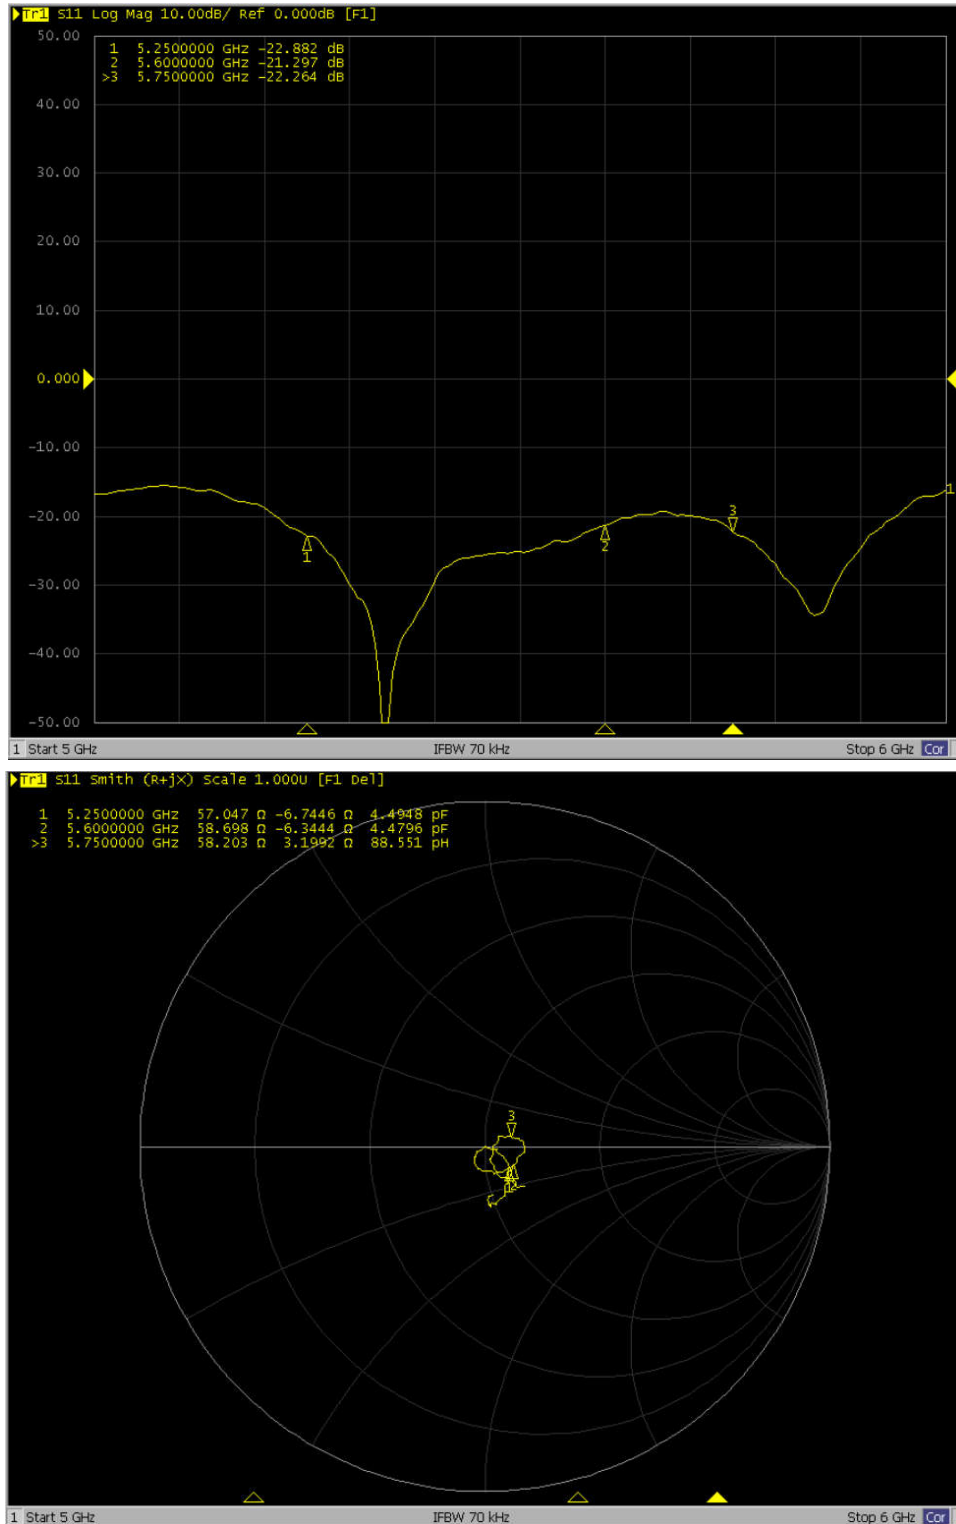 Tr1 S11 Log Mag 10.00dB/ Ref 0.000dB [F1]
50.00
1 5.2500000 GHz -22.882 dB
2 5.6000000 GHz -21.297 dB
>3 5.7500000 GHz -22.264 dB
40.00
30.00
20.00
10.00
0.000
-10.00
-20.00
-30.00
-40.00
-50.00
1
2
3
1
1 Start 5 GHz IFBW 70 kHz Stop 6 GHz Cor
Tr1 S11 Smith (R+jX) Scale 1.000U [F1 Del]
1 5.2500000 GHz 57.047 Ω -6.7446 Ω 4.4948 pF
2 5.6000000 GHz 58.698 Ω -6.3444 Ω 4.4796 pF
>3 5.7500000 GHz 58.203 Ω 3.1992 Ω 88.551 pH
3
1
2
1 Start 5 GHz IFBW 70 kHz Stop 6 GHz Cor